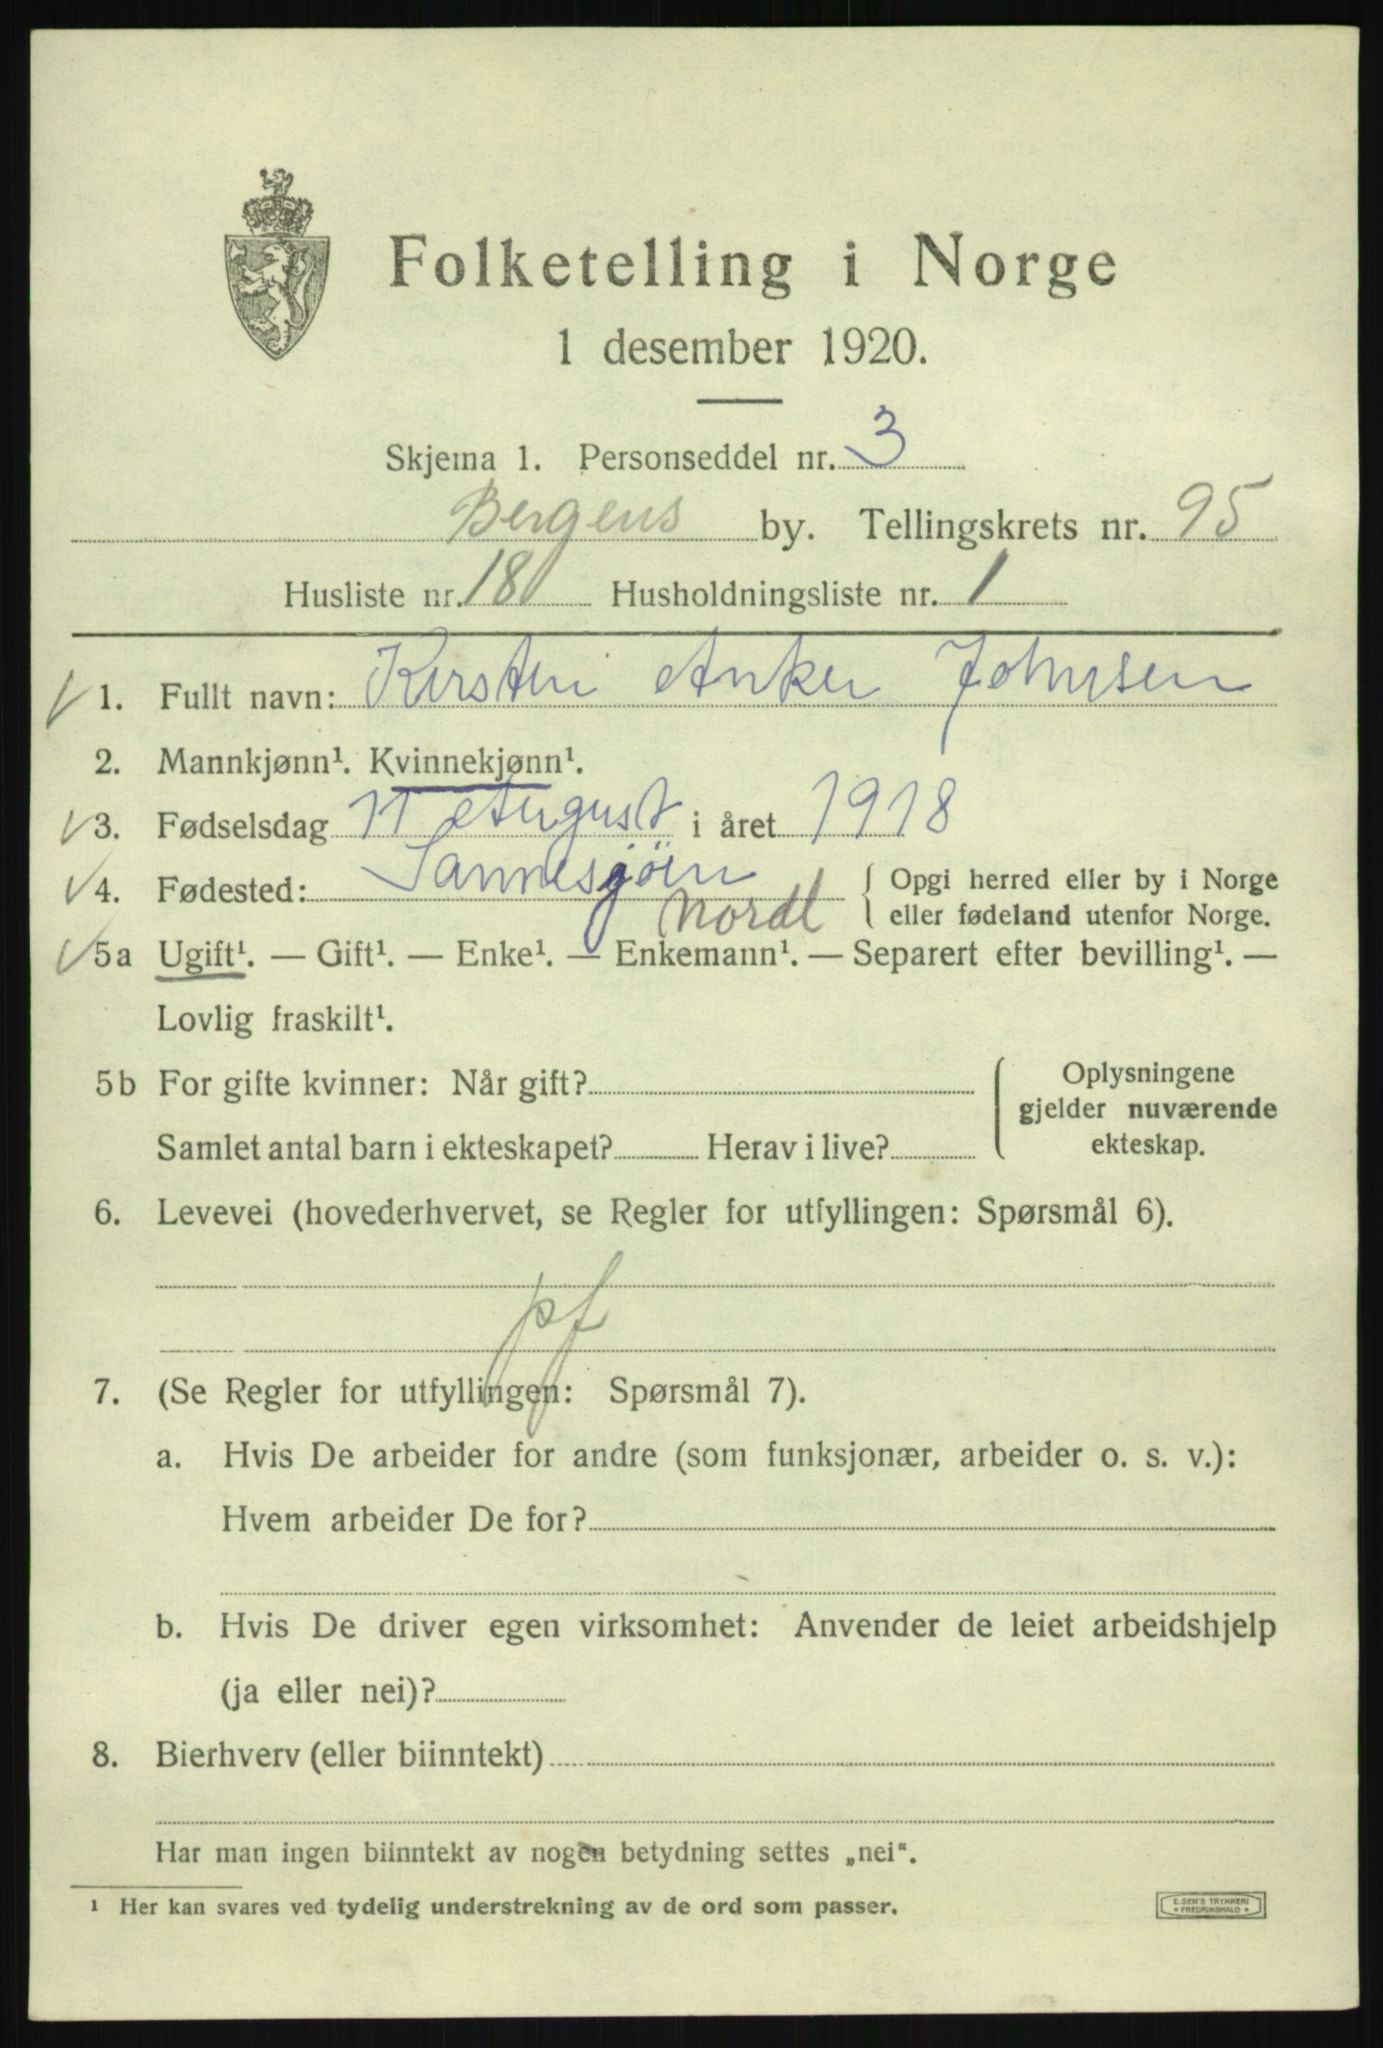 Folketelling i Norge
1 desember 1920.
Skjema 1. Personseddel nr. 3
Bergens by. Tellingskrets nr. 95
Husliste nr. 180 Husholdningsliste nr. 1
1. Fullt navn: Kirsten Anker Johnsen
2. Mannkjønn¹. Kvinnekjønn¹.
3. Fødselsdag 11 August i året 1918
4. Fødested: Sannesjöen { Opgi herred eller by i Norge
Nordl eller fødeland utenfor Norge.
5a Ugift¹. — Gift¹. — Enke¹. — Enkemann¹. — Separert efter bevilling¹. —
Lovlig fraskilt¹.
5b For gifte kvinner: Når gift?
Samlet antal barn i ekteskapet? Herav i live?
Oplysningene
gjelder nuværende
ekteskap.
6. Levevei (hovederhvervet, se Regler for utfyllingen: Spørsmål 6).
pf
7. (Se Regler for utfyllingen: Spørsmål 7).
a. Hvis De arbeider for andre (som funksjonær, arbeider o. s. v.):
Hvem arbeider De for?
b. Hvis De driver egen virksomhet: Anvender de leiet arbeidshjelp
(ja eller nei)?
8. Bierhverv (eller biinntekt)
Har man ingen biinntekt av nogen betydning settes „nei“.
¹ Her kan svares ved tydelig understrekning av de ord som passer.
E. SEM'S TRYKKERI
FREDRIKSHALD